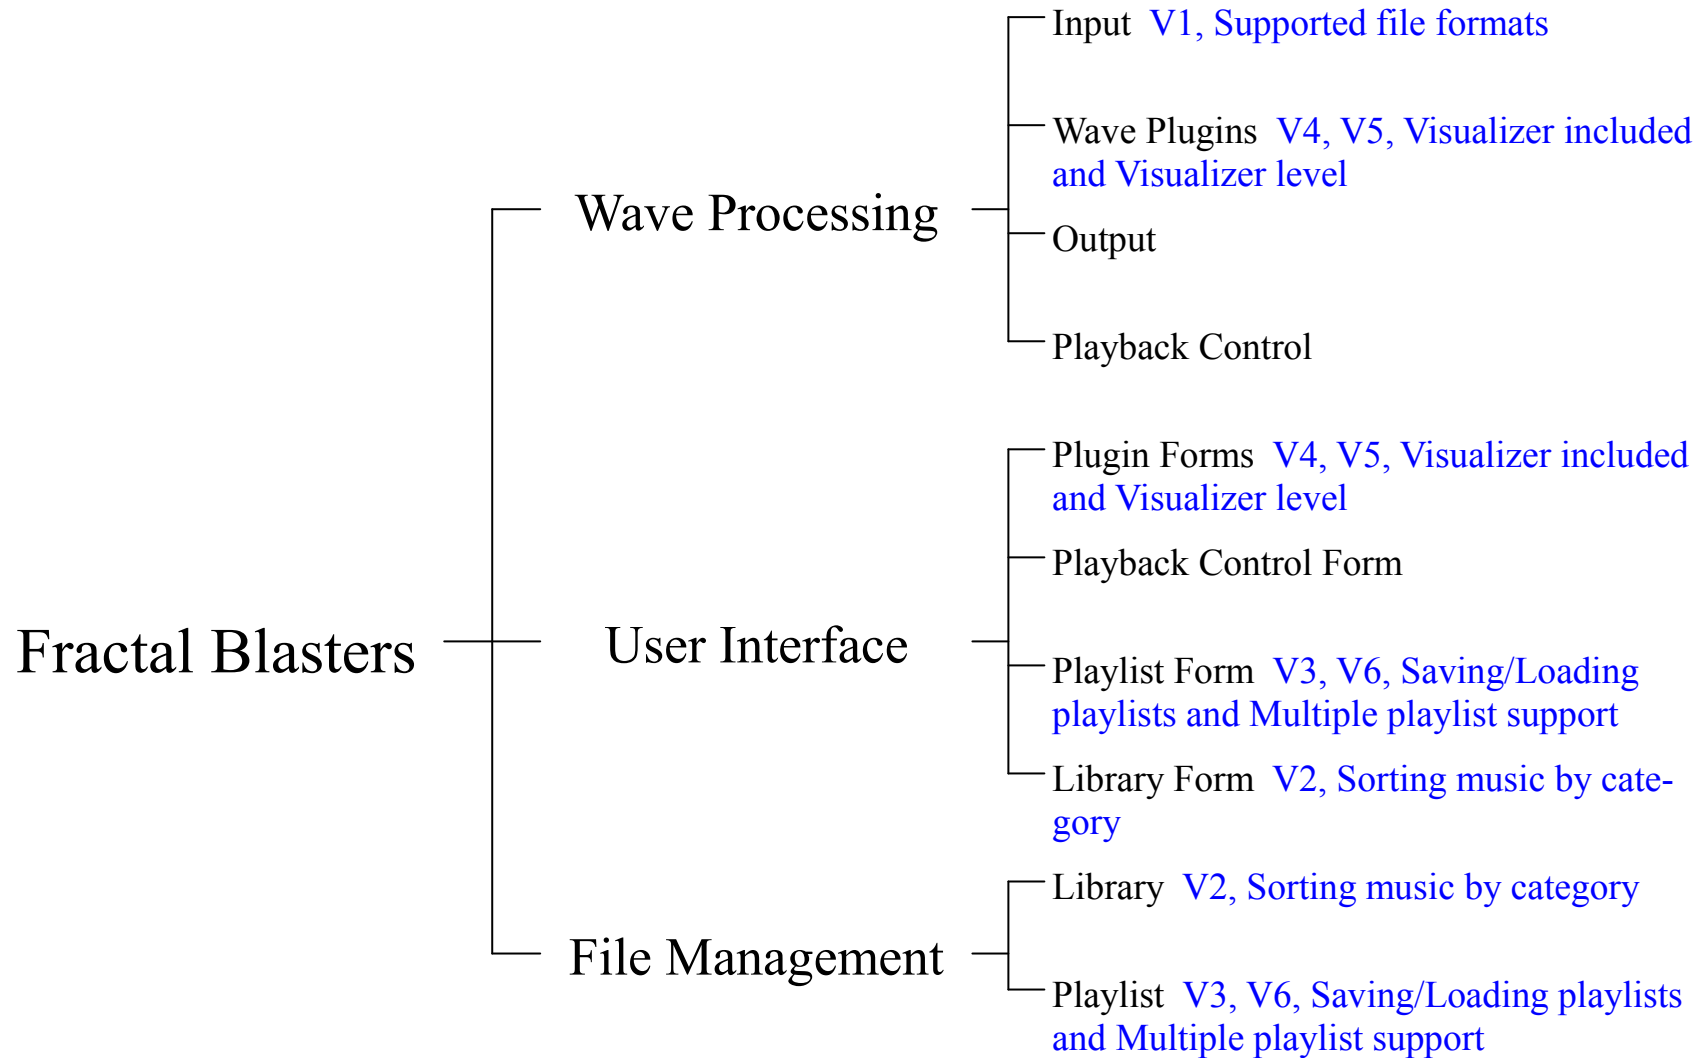 Fractal Blasters
Wave Processing
Input V1, Supported file formats
Wave Plugins V4, V5, Visualizer included
and Visualizer level
Output
Playback Control
User Interface
Plugin Forms V4, V5, Visualizer included
and Visualizer level
Playback Control Form
Playlist Form V3, V6, Saving/Loading
playlists and Multiple playlist support
Library Form V2, Sorting music by cate-
gory
File Management
Library V2, Sorting music by category
Playlist V3, V6, Saving/Loading playlists
and Multiple playlist support